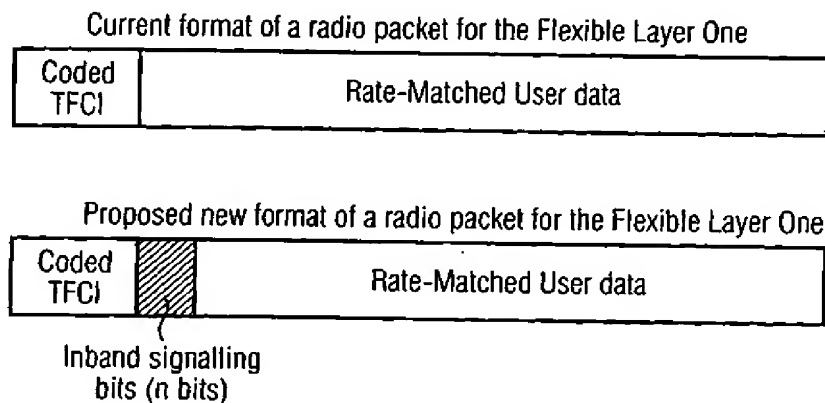 Current format of a radio packet for the Flexible Layer One
Coded
TFCI
Rate-Matched User data
Proposed new format of a radio packet for the Flexible Layer One
Coded
TFCI
Rate-Matched User data
Inband signalling
bits (n bits)